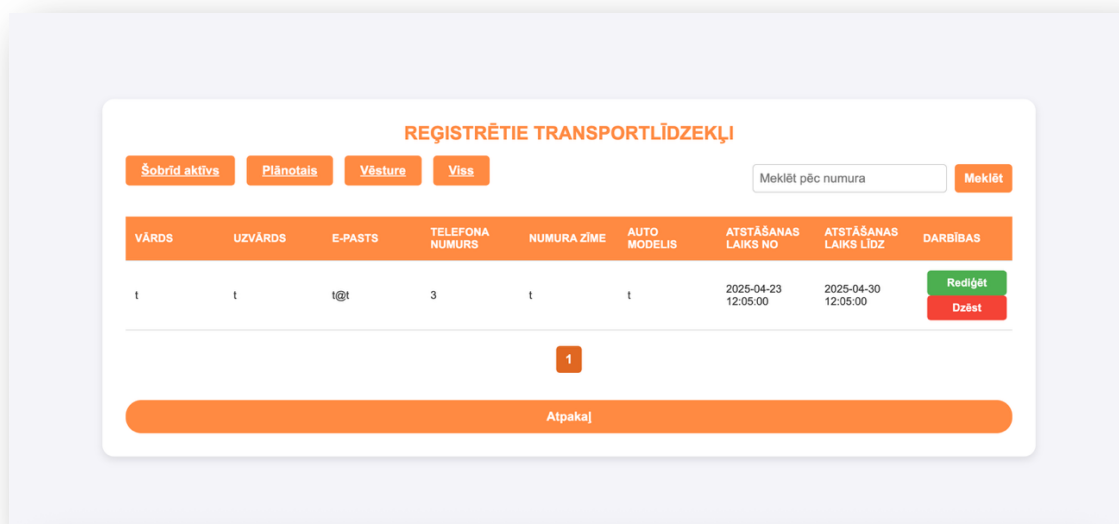 REĢISTRĒTIE TRANSPORTLĪDZEKĻI
Šobrīd aktīvs Plānotais Vēsture Viss
Meklēt pēc numura Meklēt
VĀRDS UZVĀRDS E-PASTS TELEFONA NUMURS NUMURA ZĪME AUTO MODELIS ATSTĀŠANAS LAIKS NO ATSTĀŠANAS LAIKS LĪDZ DARBĪBAS
t t t@t 3 t t 2025-04-23 12:05:00 2025-04-30 12:05:00 Rediģēt
Dzēst
1
Atpakaļ